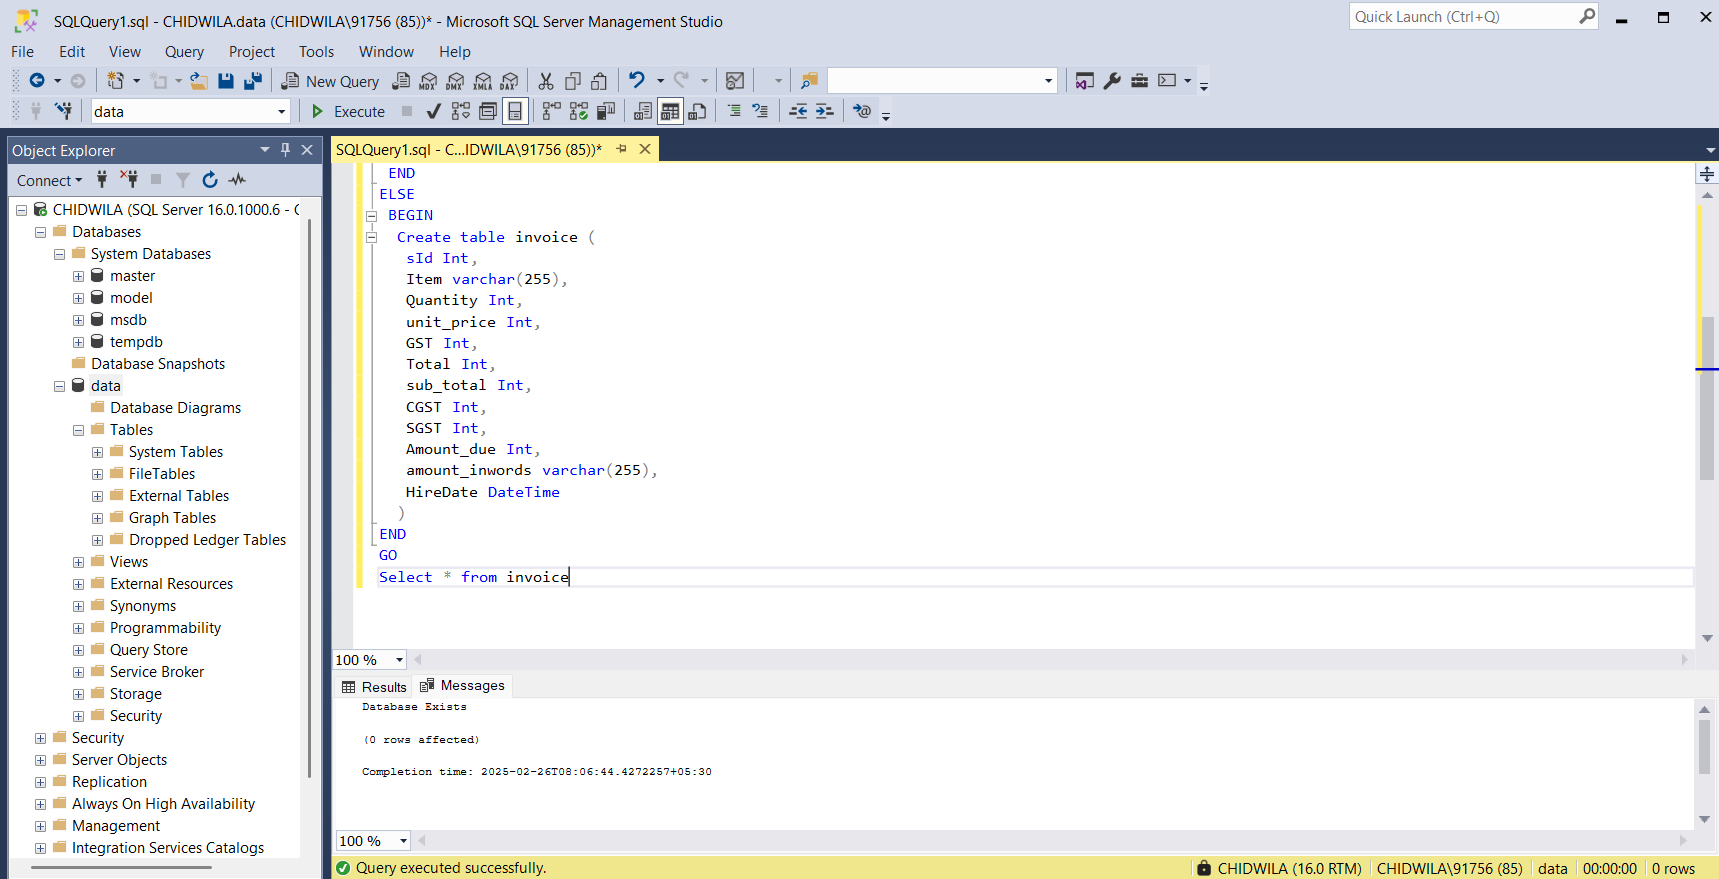 SQLQuery1.sql - CHIDWILA.data (CHIDWILA\91756 (85))* - Microsoft SQL Server Management Studio
Quick Launch (Ctrl+Q)
File Edit View Query Project Tools Window Help
New Query MDX DMX XMLA DAX
data Execute
Object Explorer
Connect
CHIDWILA (SQL Server 16.0.1000.6 - C
Databases
System Databases
master
model
msdb
tempdb
Database Snapshots
data
Database Diagrams
Tables
System Tables
FileTables
External Tables
Graph Tables
Dropped Ledger Tables
Views
External Resources
Synonyms
Programmability
Query Store
Service Broker
Storage
Security
Security
Server Objects
Replication
Always On High Availability
Management
Integration Services Catalogs
SQLQuery1.sql - C...IDWILA\91756 (85))*
END
ELSE
BEGIN
Create table invoice (
sId Int,
Item varchar(255),
Quantity Int,
unit_price Int,
GST Int,
Total Int,
sub_total Int,
CGST Int,
SGST Int,
Amount_due Int,
amount_inwords varchar(255),
HireDate DateTime
)
END
GO
Select * from invoice
100 %
Results Messages
Database Exists
(0 rows affected)
Completion time: 2025-02-26T08:06:44.4272257+05:30
100 %
Query executed successfully.
CHIDWILA (16.0 RTM) CHIDWILA\91756 (85) data 00:00:00 0 rows